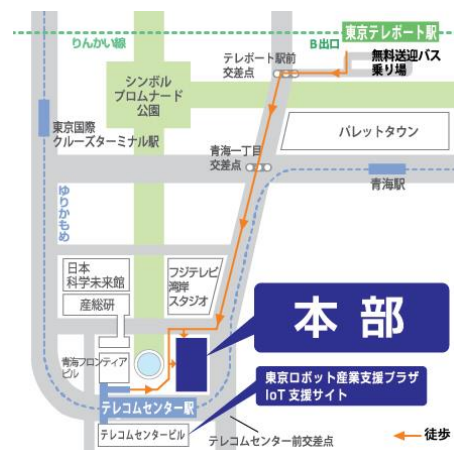 東京テレポート駅
りんかい線
B出口
テレポート駅前
交差点
無料送迎バス
乗り場
シンボル
プロムナード
公園
東京国際
クルーズターミナル駅
パレットタウン
青海一丁目
交差点
青海駅
ゆりかもめ
日本
科学未来館
産総研
フジテレビ
湾岸
スタジオ
本部
青海フロンティア
ビル
東京ロボット産業支援プラザ
IoT支援サイト
テレコムセンター駅
テレコムセンタービル
テレコムセンター前交差点
徒歩